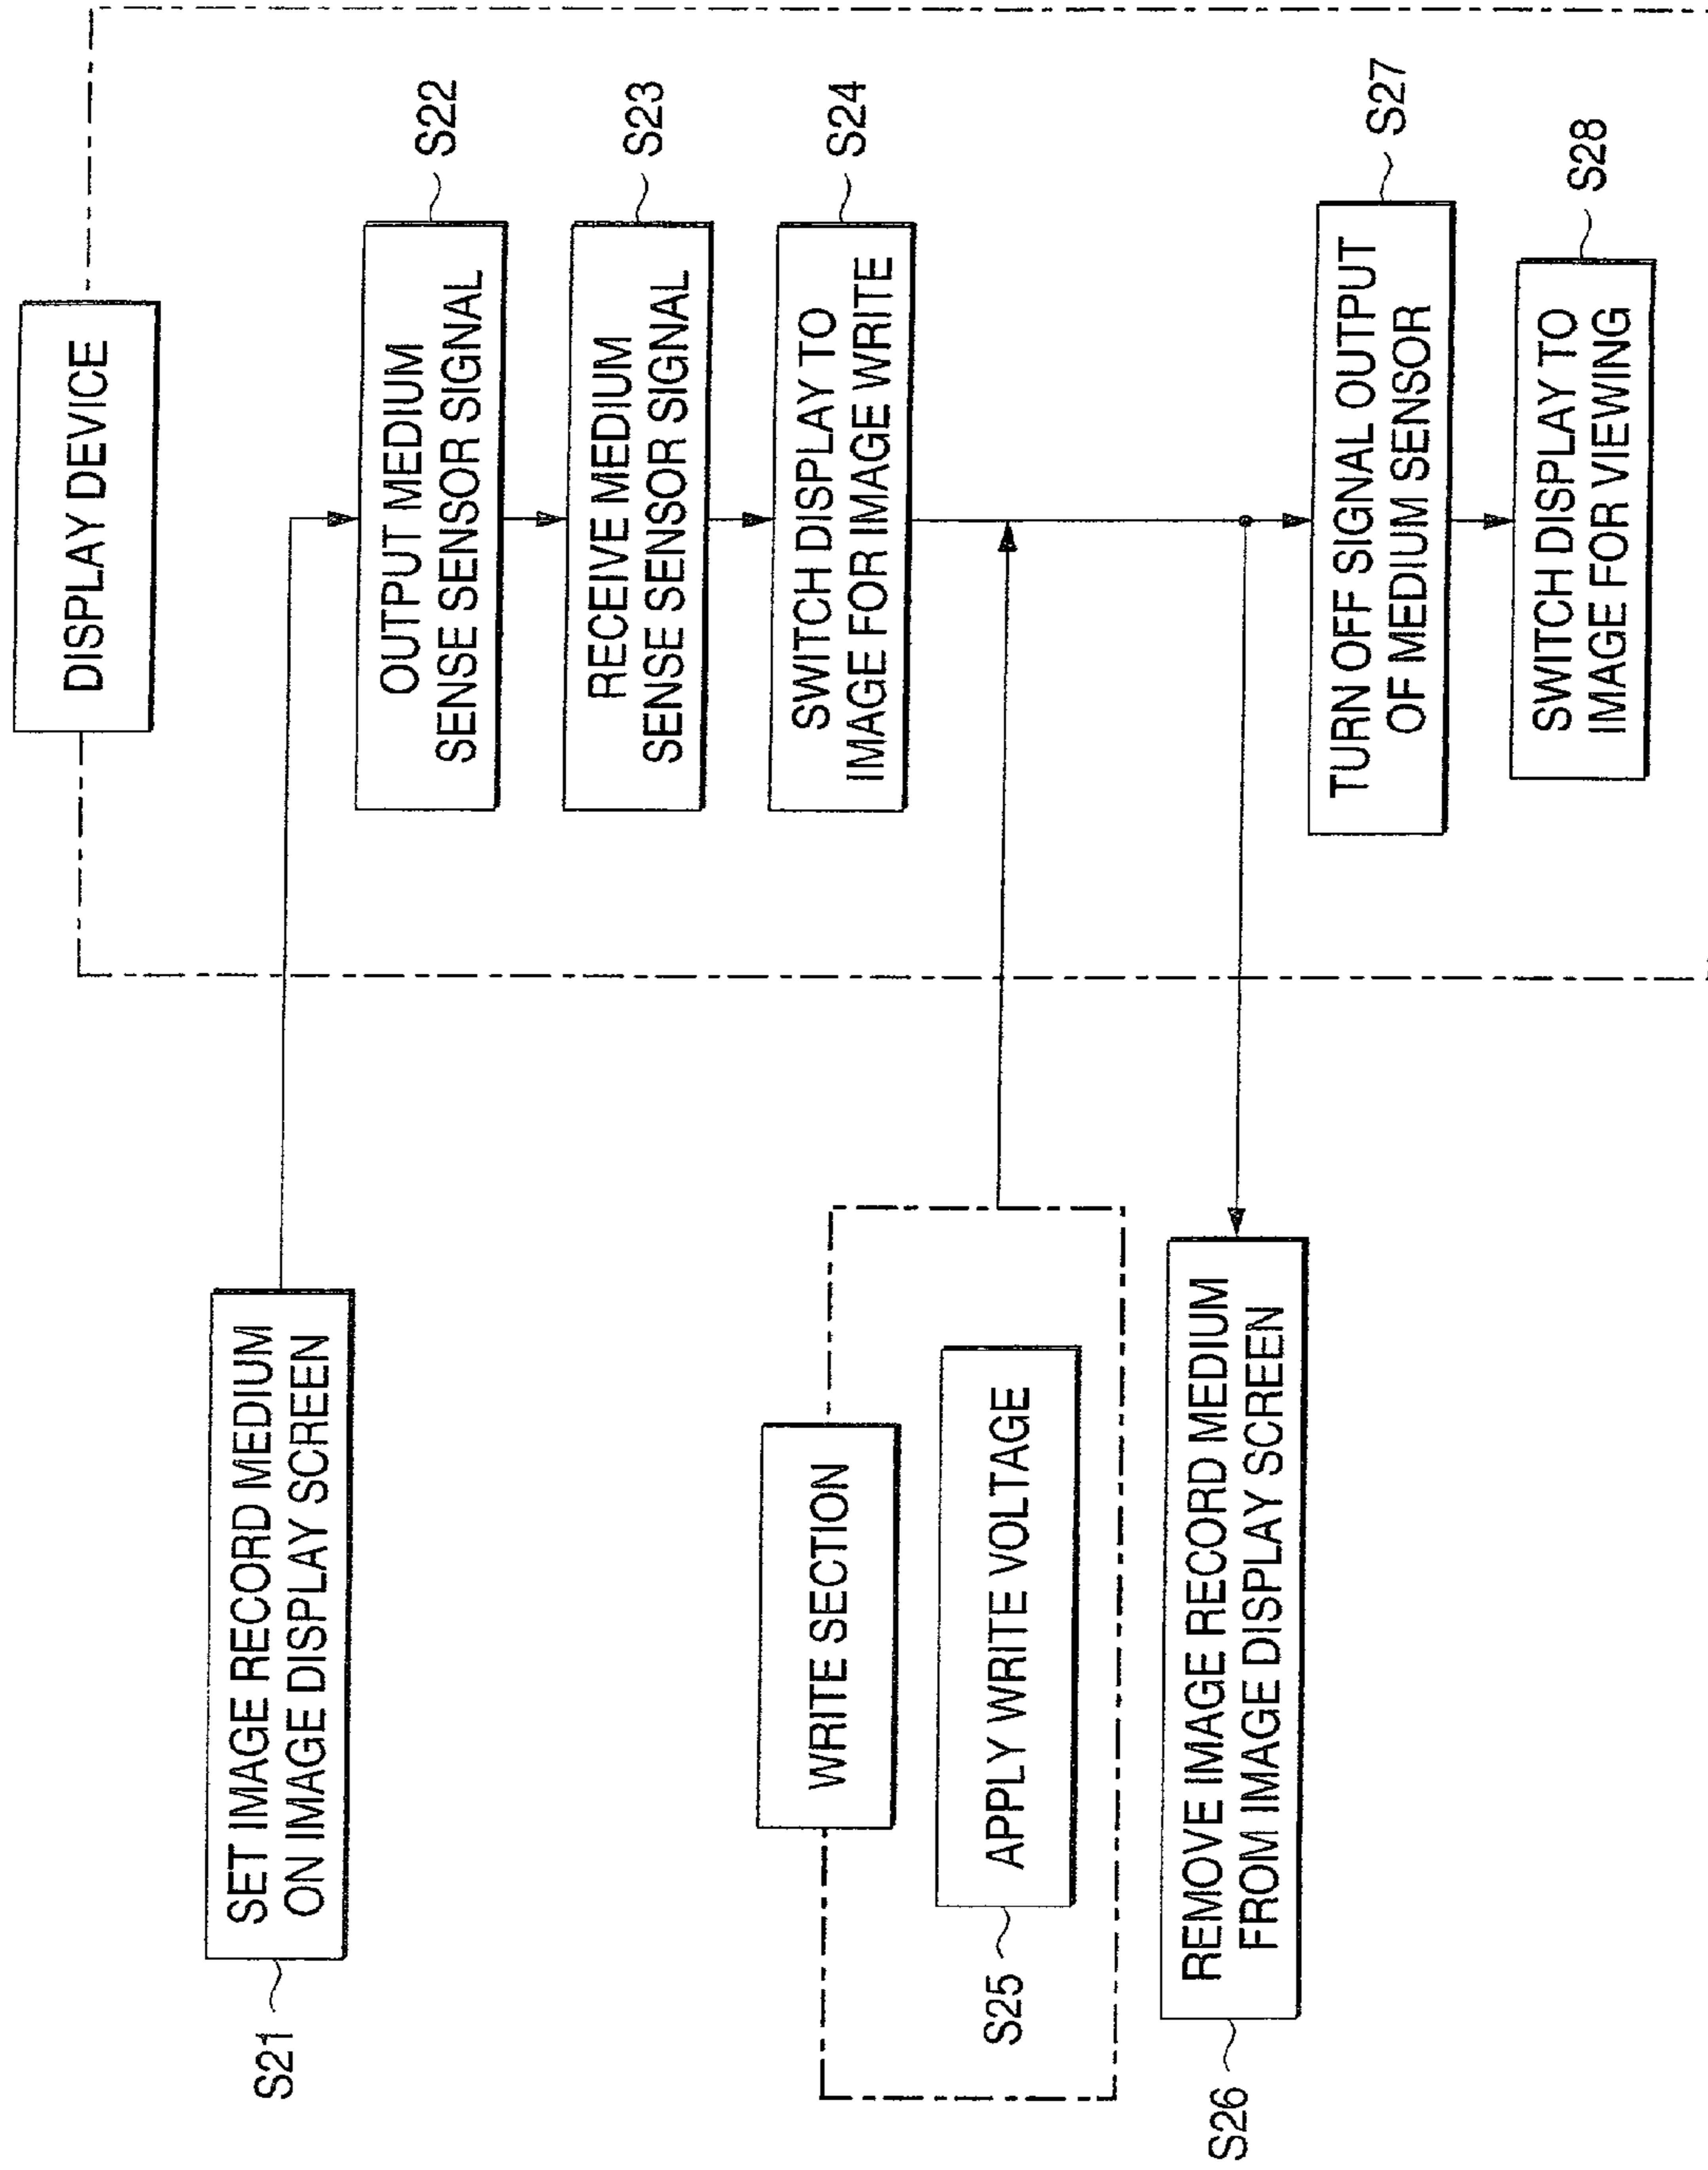 DISPLAY DEVICE
S21
SET IMAGE RECORD MEDIUM
ON IMAGE DISPLAY SCREEN
OUTPUT MEDIUM
SENSE SENSOR SIGNAL
S22
RECEIVE MEDIUM
SENSE SENSOR SIGNAL
S23
SWITCH DISPLAY TO
IMAGE FOR IMAGE WRITE
S24
WRITE SECTION
S25
APPLY WRITE VOLTAGE
S26
REMOVE IMAGE RECORD MEDIUM
FROM IMAGE DISPLAY SCREEN
TURN OFF SIGNAL OUTPUT
OF MEDIUM SENSOR
S27
SWITCH DISPLAY TO
IMAGE FOR VIEWING
S28